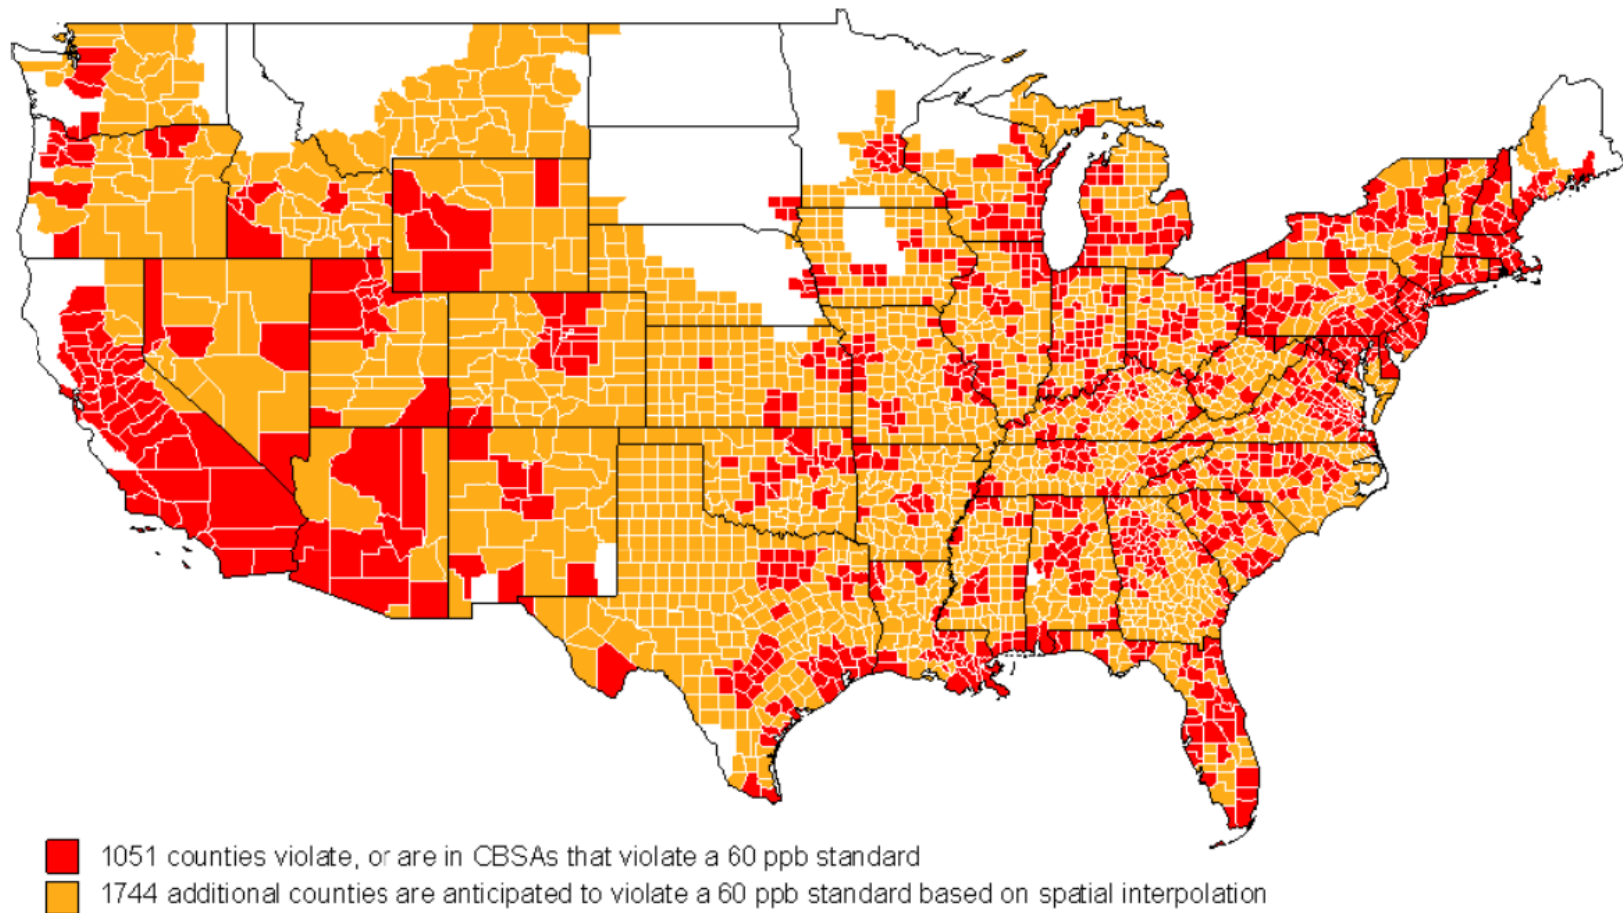 1051 counties violate, or are in CBSAs that violate a 60 ppb standard
1744 additional counties are anticipated to violate a 60 ppb standard based on spatial interpolation